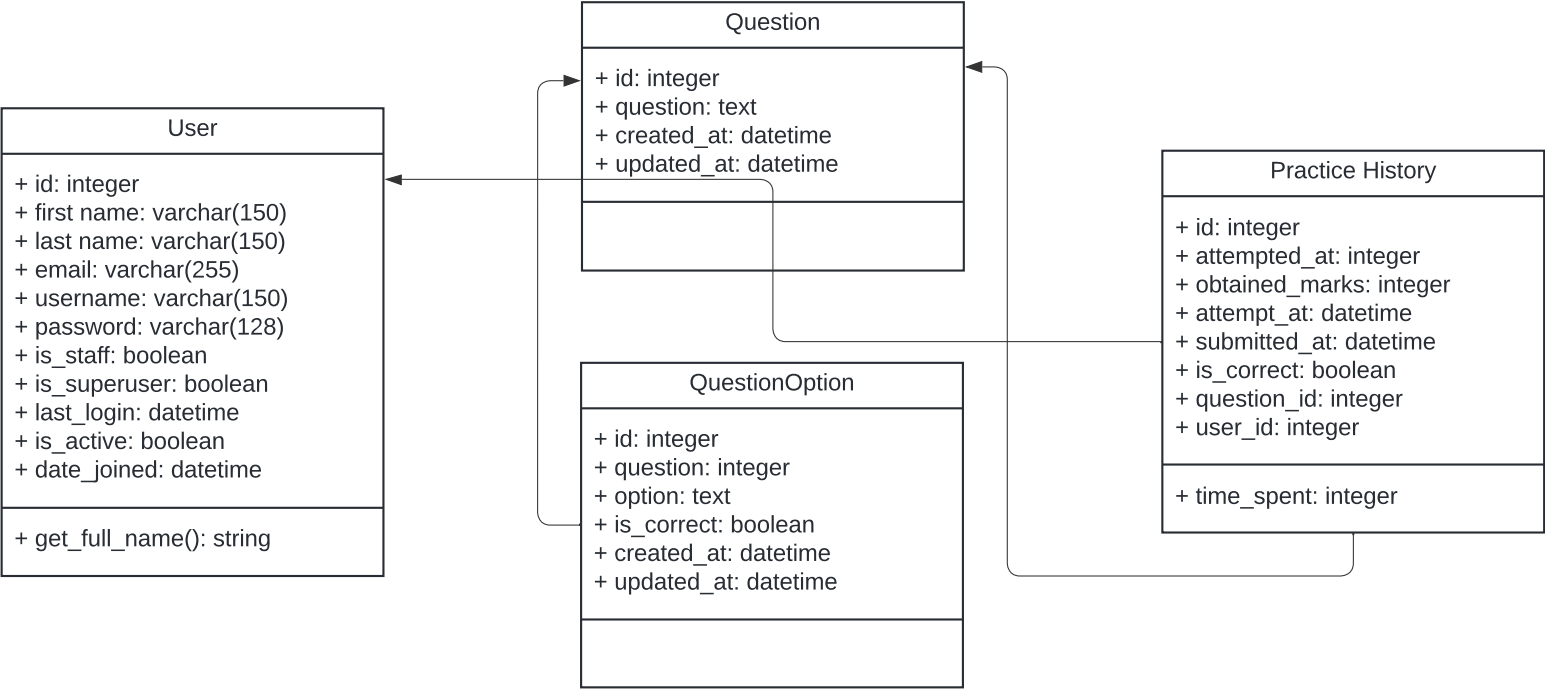 User
+ id: integer
+ first name: varchar(150)
+ last name: varchar(150)
+ email: varchar(255)
+ username: varchar(150)
+ password: varchar(128)
+ is_staff: boolean
+ is_superuser: boolean
+ last_login: datetime
+ is_active: boolean
+ date_joined: datetime
+ get_full_name(): string
Question
+ id: integer
+ question: text
+ created_at: datetime
+ updated_at: datetime
QuestionOption
+ id: integer
+ question: integer
+ option: text
+ is_correct: boolean
+ created_at: datetime
+ updated_at: datetime
Practice History
+ id: integer
+ attempted_at: integer
+ obtained_marks: integer
+ attempt_at: datetime
+ submitted_at: datetime
+ is_correct: boolean
+ question_id: integer
+ user_id: integer
+ time_spent: integer